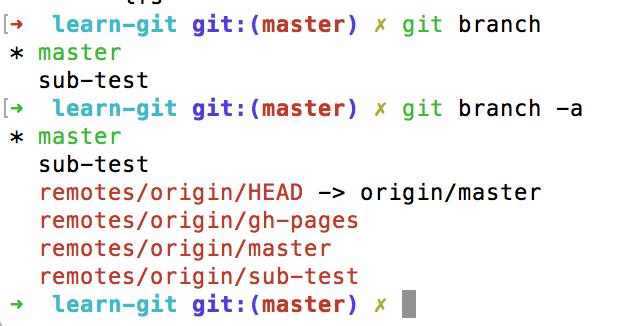 ➜ learn-git git:(master) ✗ git branch
* master
sub-test
➜ learn-git git:(master) ✗ git branch -a
* master
sub-test
remotes/origin/HEAD -> origin/master
remotes/origin/gh-pages
remotes/origin/master
remotes/origin/sub-test
➜ learn-git git:(master) ✗